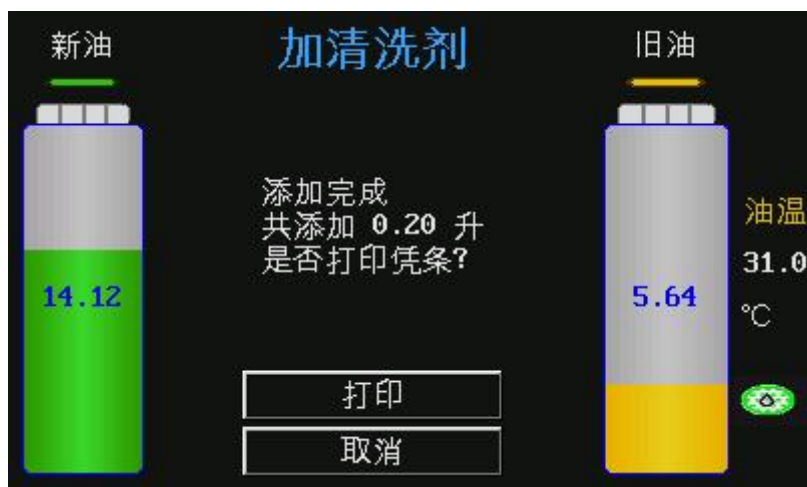 新油
加清洗剂
旧油
添加完成
共添加 0.20 升
是否打印凭条?
14.12
5.64
油温
31.0
℃
打印
取消